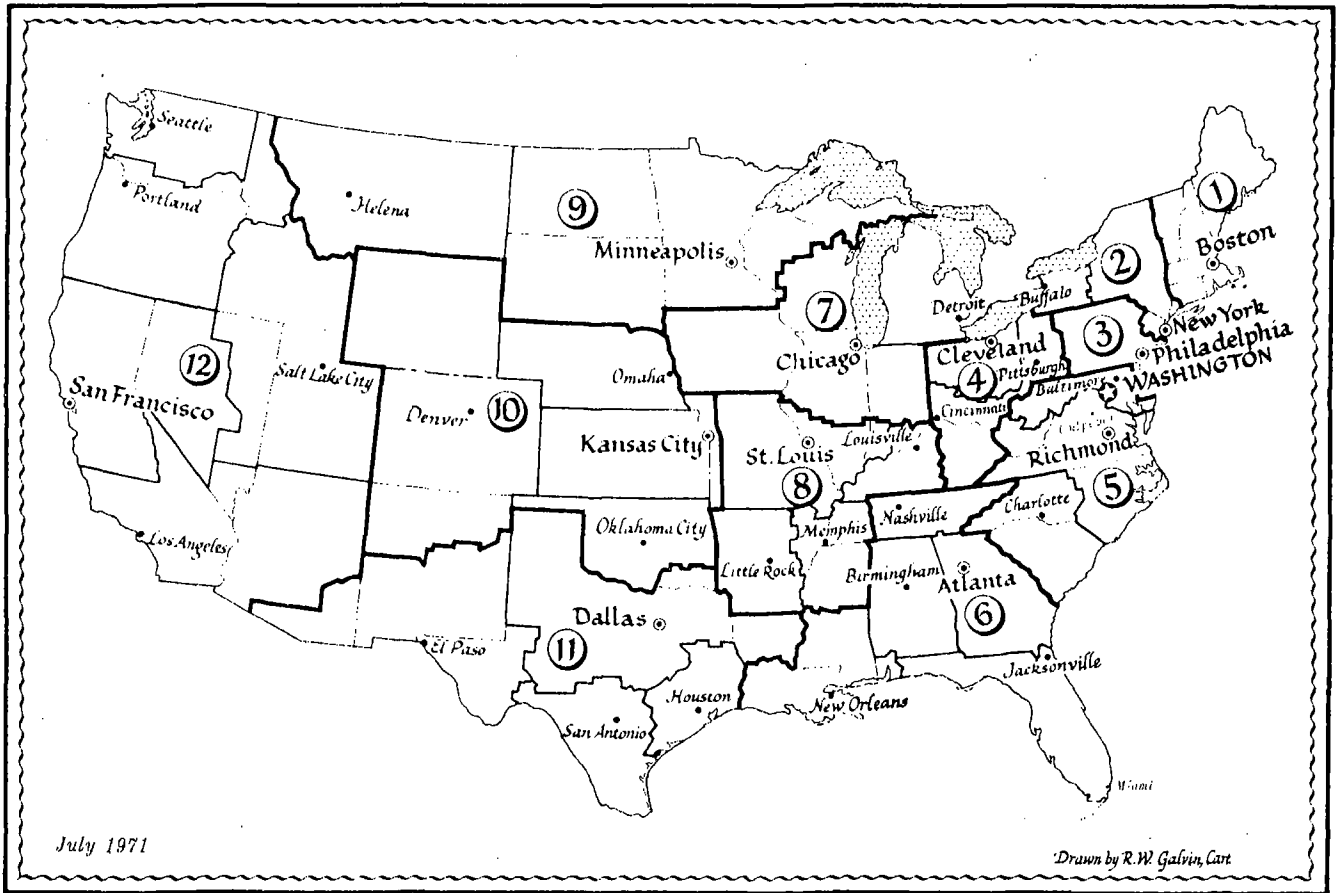 Seattle
Portland
Helena
9
Minneapolis
1
Boston
2
Buffalo
Detroit
7
Chicago
Cleveland
4
Pittsburgh
3
New York
Philadelphia
WASHINGTON
Baltimore
Cincinnati
12
San Francisco
Salt Lake City
Omaha
Denver
10
Kansas City
St. Louis
8
Louisville
Richmond
5
Charlotte
Nashville
Memphis
Oklahoma City
Los Angeles
Little Rock
Birmingham
Atlanta
6
Dallas
11
El Paso
Houston
San Antonio
New Orleans
Jacksonville
Miami
July 1971
Drawn by R.W. Galvin, Cart.